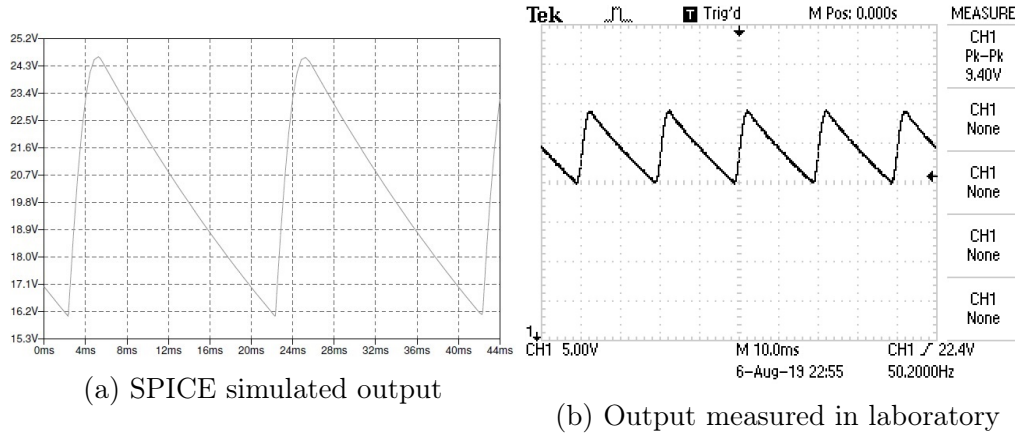 25.2V
24.3V
23.4V
22.5V
21.6V
20.7V
19.8V
18.9V
18.0V
17.1V
16.2V
15.3V
0ms 4ms 8ms 12ms 16ms 20ms 24ms 28ms 32ms 36ms 40ms 44ms
(a) SPICE simulated output
Tek T Trig'd M Pos: 0.000s MEASURE
CH1
Pk-Pk
9.40V
CH1
None
CH1
None
CH1
None
CH1
None
1
CH1 5.00V M 10.0ms CH1 / 22.4V
6-Aug-19 22:55 50.2000Hz
(b) Output measured in laboratory